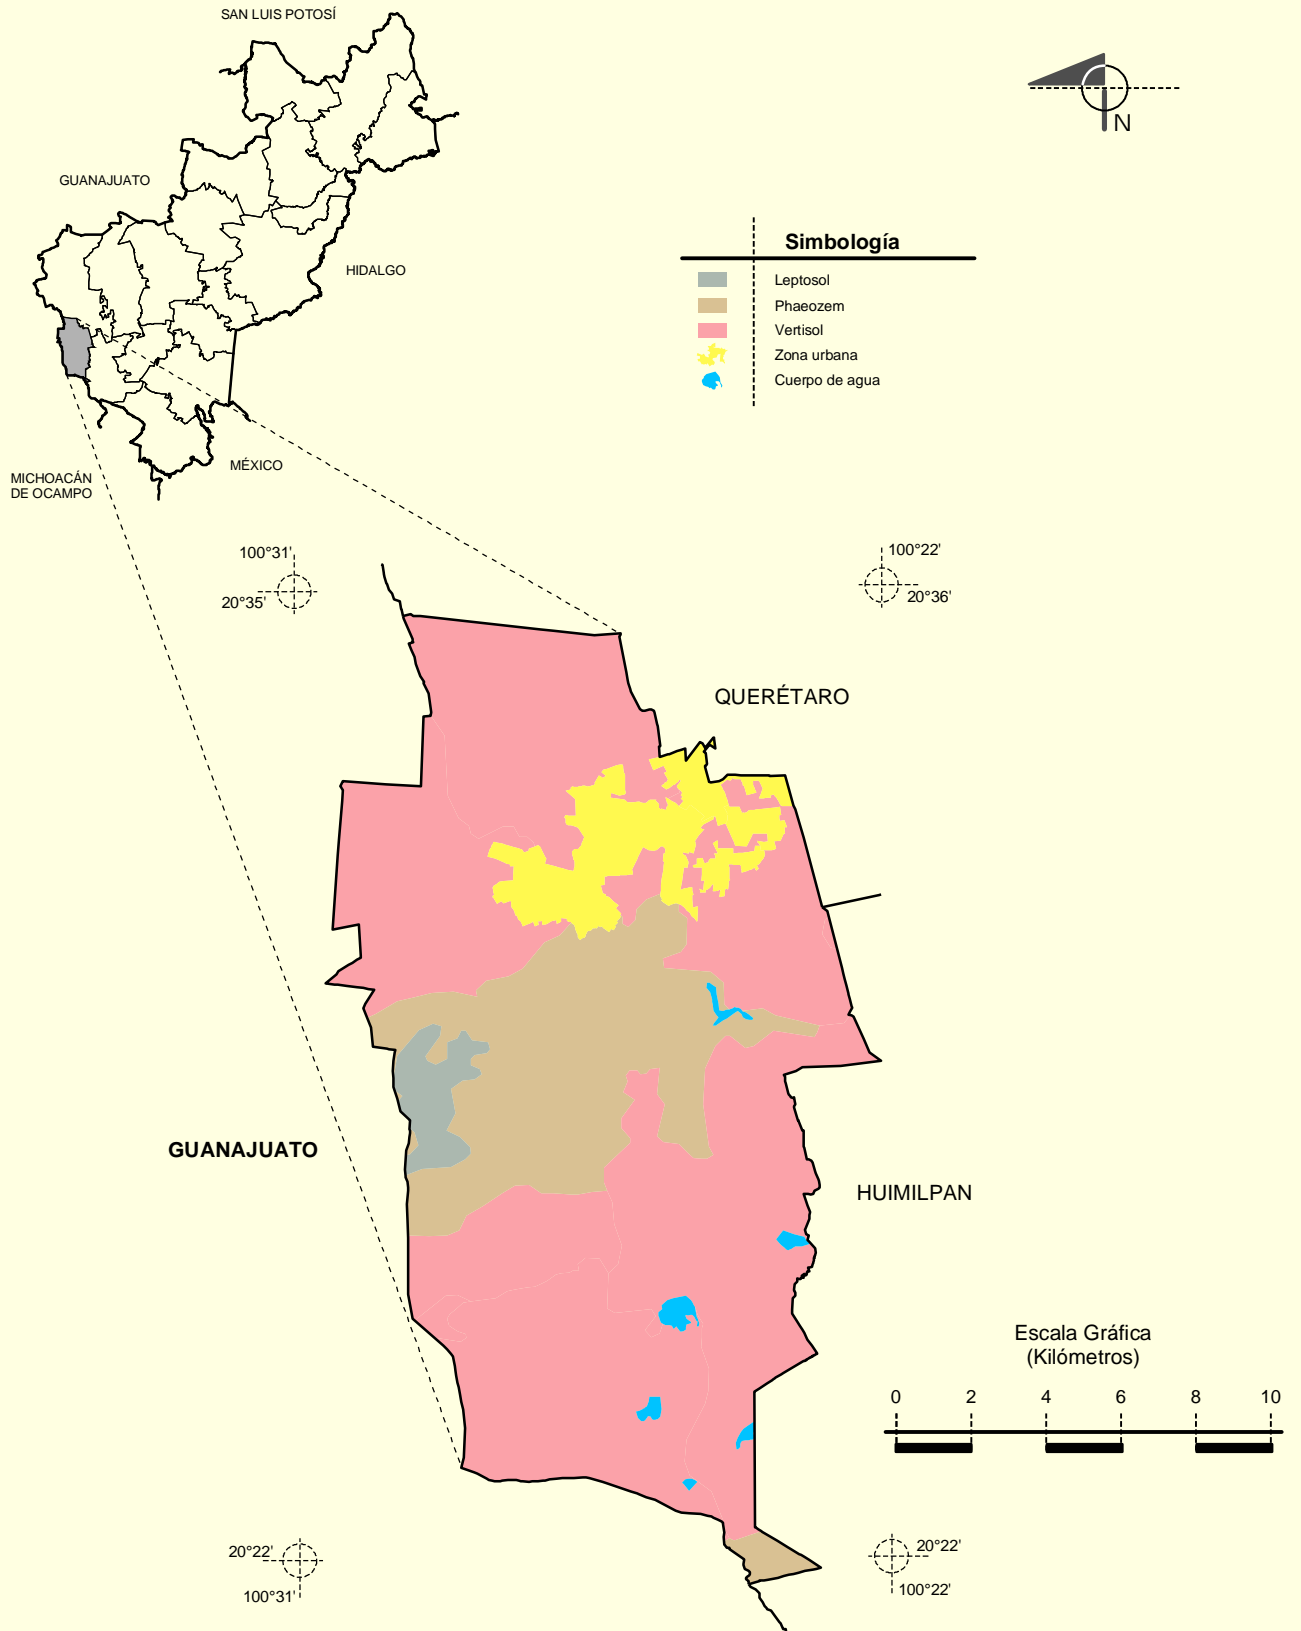 SAN LUIS POTOSÍ
N
GUANAJUATO
HIDALGO
Simbología
Leptosol
Phaeozem
Vertisol
Zona urbana
Cuerpo de agua
MICHOACÁN
DE OCAMPO
MÉXICO
100°31'
20°35'
100°22'
20°36'
QUERÉTARO
GUANAJUATO
HUIMILPAN
Escala Gráfica
(Kilómetros)
0 2 4 6 8 10
20°22'
100°31'
20°22'
100°22'